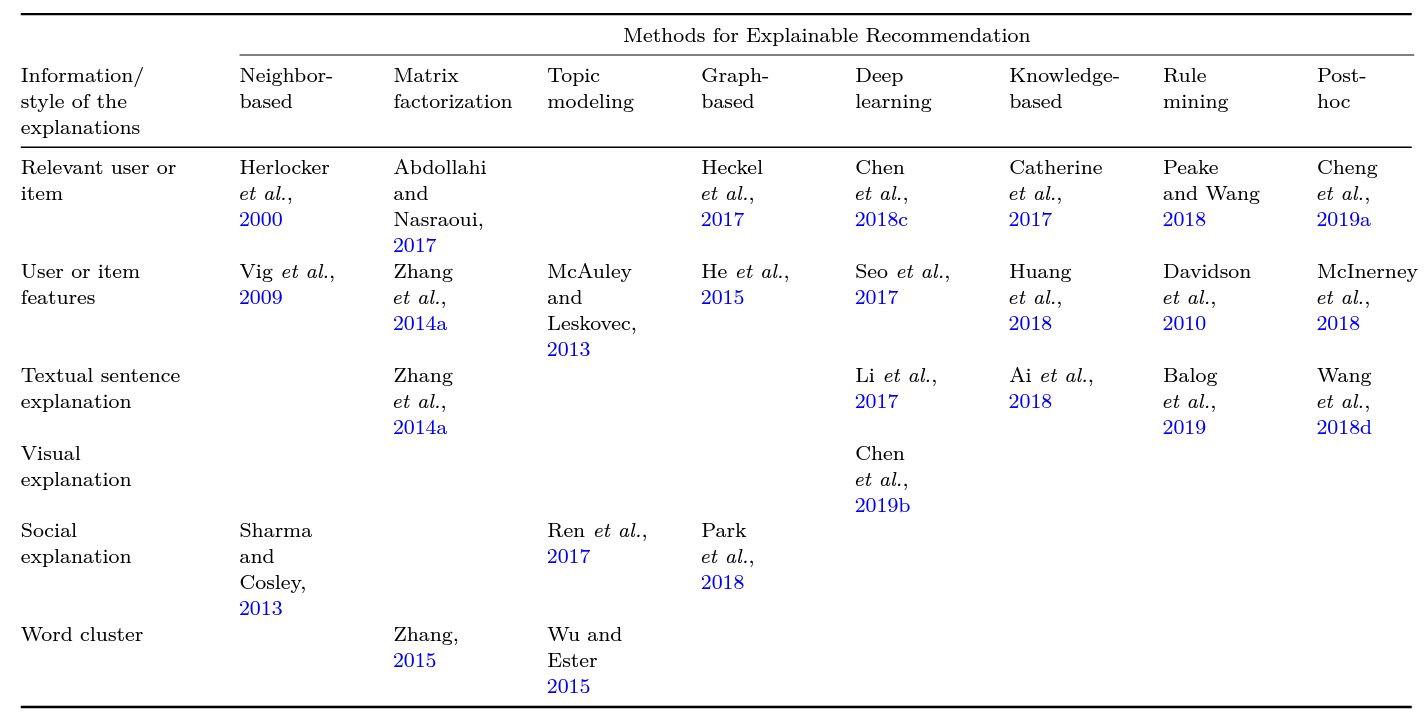 Methods for Explainable Recommendation
Information/ Neighbor- Matrix Topic Graph- Deep Knowledge- Rule Post-
style of the based factorization modeling based learning based mining hoc
explanations
Relevant user or Herlocker Abdollahi Heckel Chen Catherine Peake Cheng
item et al., and et al., et al., et al., and Wang et al.,
2000 Nasraoui, 2017 2018c 2017 2018 2019a
2017
User or item Vig et al., Zhang McAuley He et al., Seo et al., Huang Davidson McInerney
features 2009 et al., and 2015 2017 et al., et al., et al.,
2014a Leskovec, 2018 2010 2018
2013
Textual sentence Zhang Li et al., Ai et al., Balog Wang
explanation et al., 2017 2018 et al., et al.,
2014a 2019 2018d
Visual Chen
explanation et al.,
2019b
Social Sharma Ren et al., Park
explanation and 2017 et al.,
Cosley, 2018
2013
Word cluster Zhang, Wu and
2015 Ester
2015